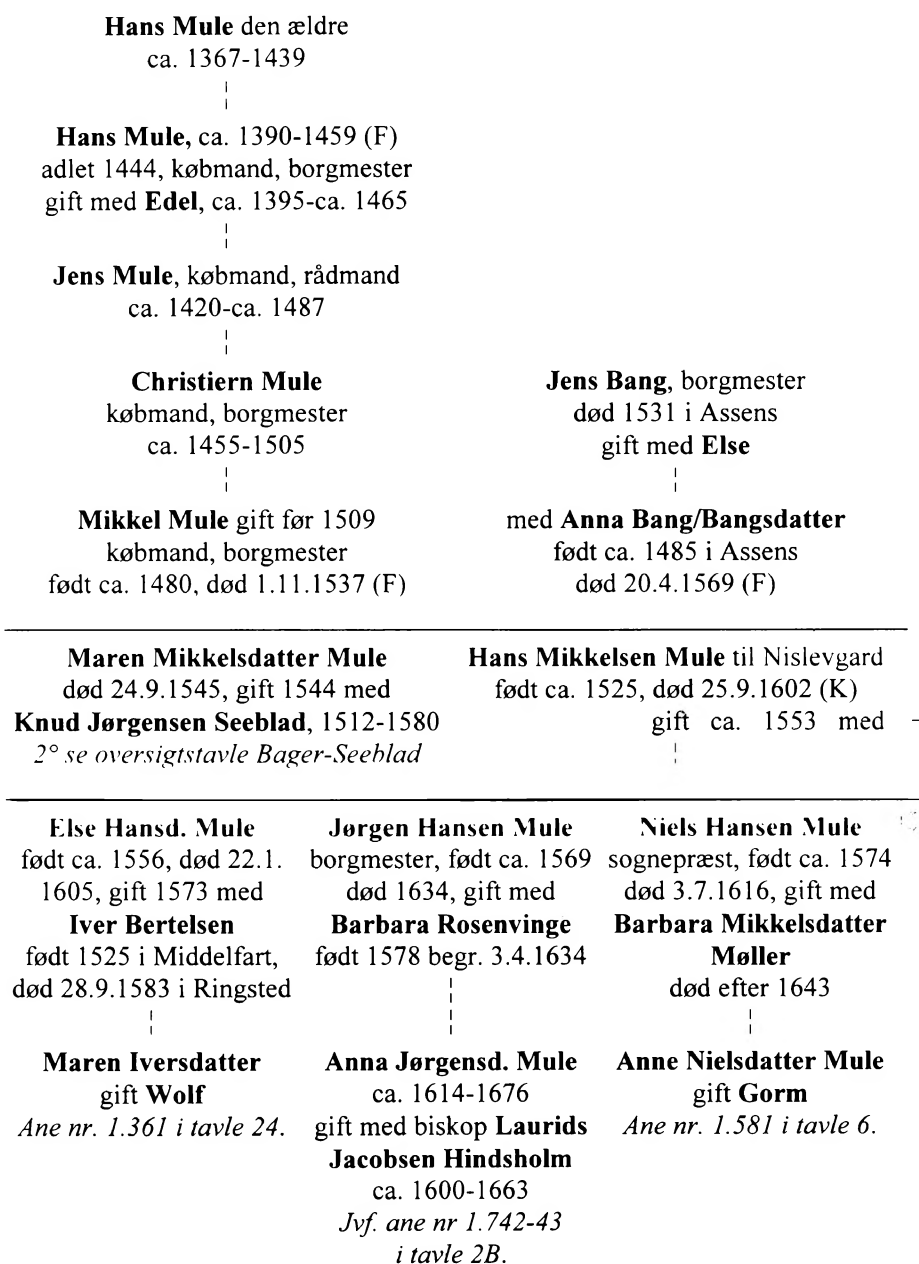 Hans Mule den ældre
ca. 1367-1439
Hans Mule, ca. 1390-1459 (F)
adlet 1444, købmand, borgmester
gift med Edel, ca. 1395-ca. 1465
Jens Mule, købmand, rådmand
ca. 1420-ca. 1487
Christiern Mule
købmand, borgmester
ca. 1455-1505
Jens Bang, borgmester
død 1531 i Assens
gift med Else
Mikkel Mule gift før 1509
købmand, borgmester
født ca. 1480, død 1.11.1537 (F)
med Anna Bang/Bangsdatter
født ca. 1485 i Assens
død 20.4.1569 (F)
Maren Mikkelsdatter Mule
død 24.9.1545, gift 1544 med
Knud Jørgensen Seeblad, 1512-1580
2° se oversigtstavle Bager-Seeblad
Hans Mikkelsen Mule til Nislevgard
født ca. 1525, død 25.9.1602 (K)
gift ca. 1553 med
Else Hansd. Mule
født ca. 1556, død 22.1.
1605, gift 1573 med
Iver Bertelsen
født 1525 i Middelfart,
død 28.9.1583 i Ringsted
Maren Iversdatter
gift Wolf
Ane nr. 1.361 i tavle 24.
Jørgen Hansen Mule
borgmester, født ca. 1569
død 1634, gift med
Barbara Rosenvinge
født 1578 begr. 3.4.1634
Anna Jørgensd. Mule
ca. 1614-1676
gift med biskop Laurids
Jacobsen Hindsholm
ca. 1600-1663
Jvf. ane nr 1.742-43
i tavle 2B.
Niels Hansen Mule
sognepræst, født ca. 1574
død 3.7.1616, gift med
Barbara Mikkelsdatter
Møller
død efter 1643
Anne Nielsdatter Mule
gift Gorm
Ane nr. 1.581 i tavle 6.